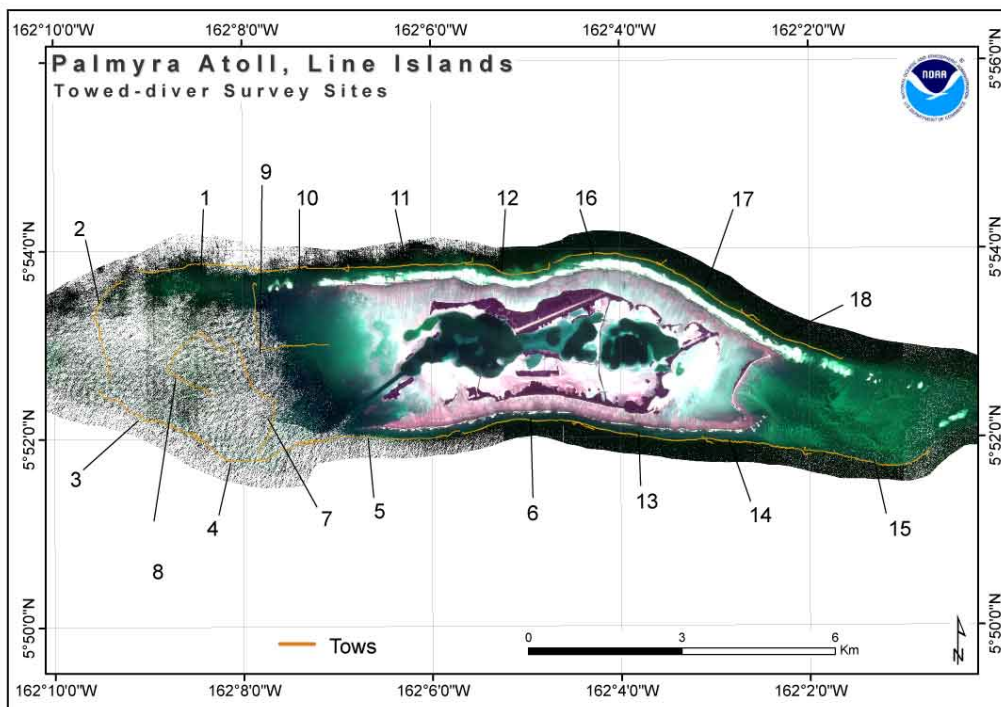 162°10'0"W
162°8'0"W
162°6'0"W
162°4'0"W
162°2'0"W
Palmyra Atoll, Line Islands
Towed-diver Survey Sites
NOAA
5°56'0"N
5°56'0"N
5°54'0"N
5°54'0"N
5°52'0"N
5°52'0"N
5°50'0"N
5°50'0"N
1
2
9
10
11
12
16
17
18
3
4
5
6
7
8
13
14
15
Tows
0
3
6
Km
N
162°10'0"W
162°8'0"W
162°6'0"W
162°4'0"W
162°2'0"W